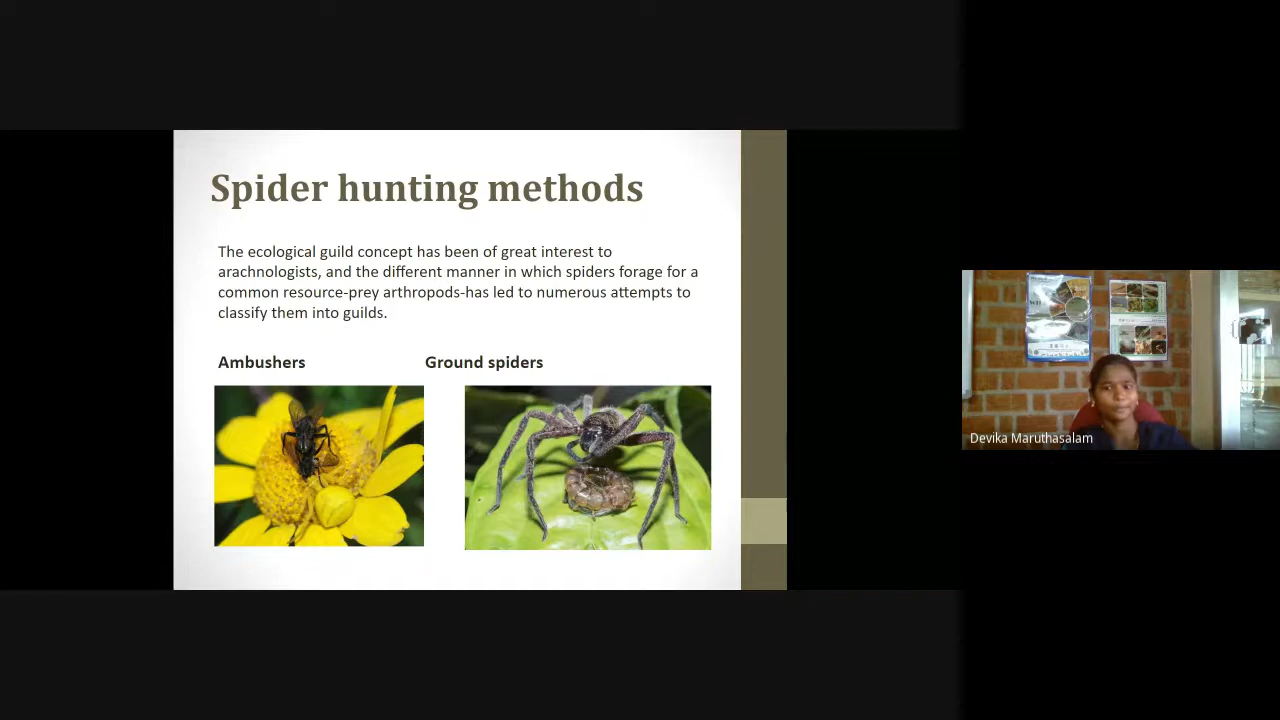 Spider hunting methods
The ecological guild concept has been of great interest to
arachnologists, and the different manner in which spiders forage for a
common resource-prey arthropods-has led to numerous attempts to
classify them into guilds.
Ambushers
Ground spiders
Devika Maruthasalam